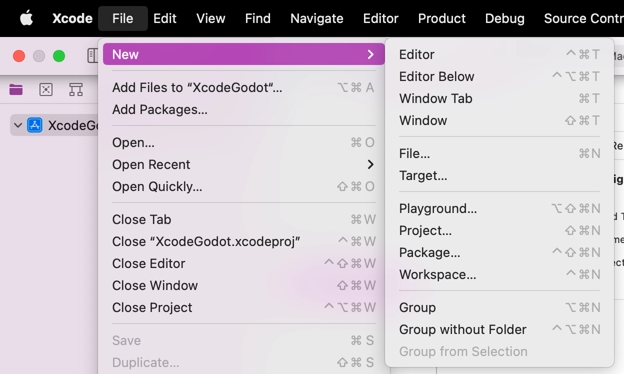 Xcode File Edit View Find Navigate Editor Product Debug Source Contr
New
Add Files to “XcodeGodot“... ⌥⌘A
Add Packages...
Open... ⌘O
Open Recent
Open Quickly... ⇧⌘O
Close Tab ⌘W
Close “XcodeGodot.xcodeproj” ^⌘W
Close Editor ^⇧⌘W
Close Window ⇧⌘W
Close Project ^⌥⌘W
Save ⌘S
Duplicate... ⇧⌘S
Editor ^⌘T
Editor Below ^⌥⌘T
Window Tab ⌘T
Window ⇧⌘T
File... ⌘N
Target...
Playground... ⌥⇧⌘N
Project... ⇧⌘N
Package... ^⇧⌘N
Workspace... ^⌘N
Group ⌥⌘N
Group without Folder ^⌥⌘N
Group from Selection
XcodeGo